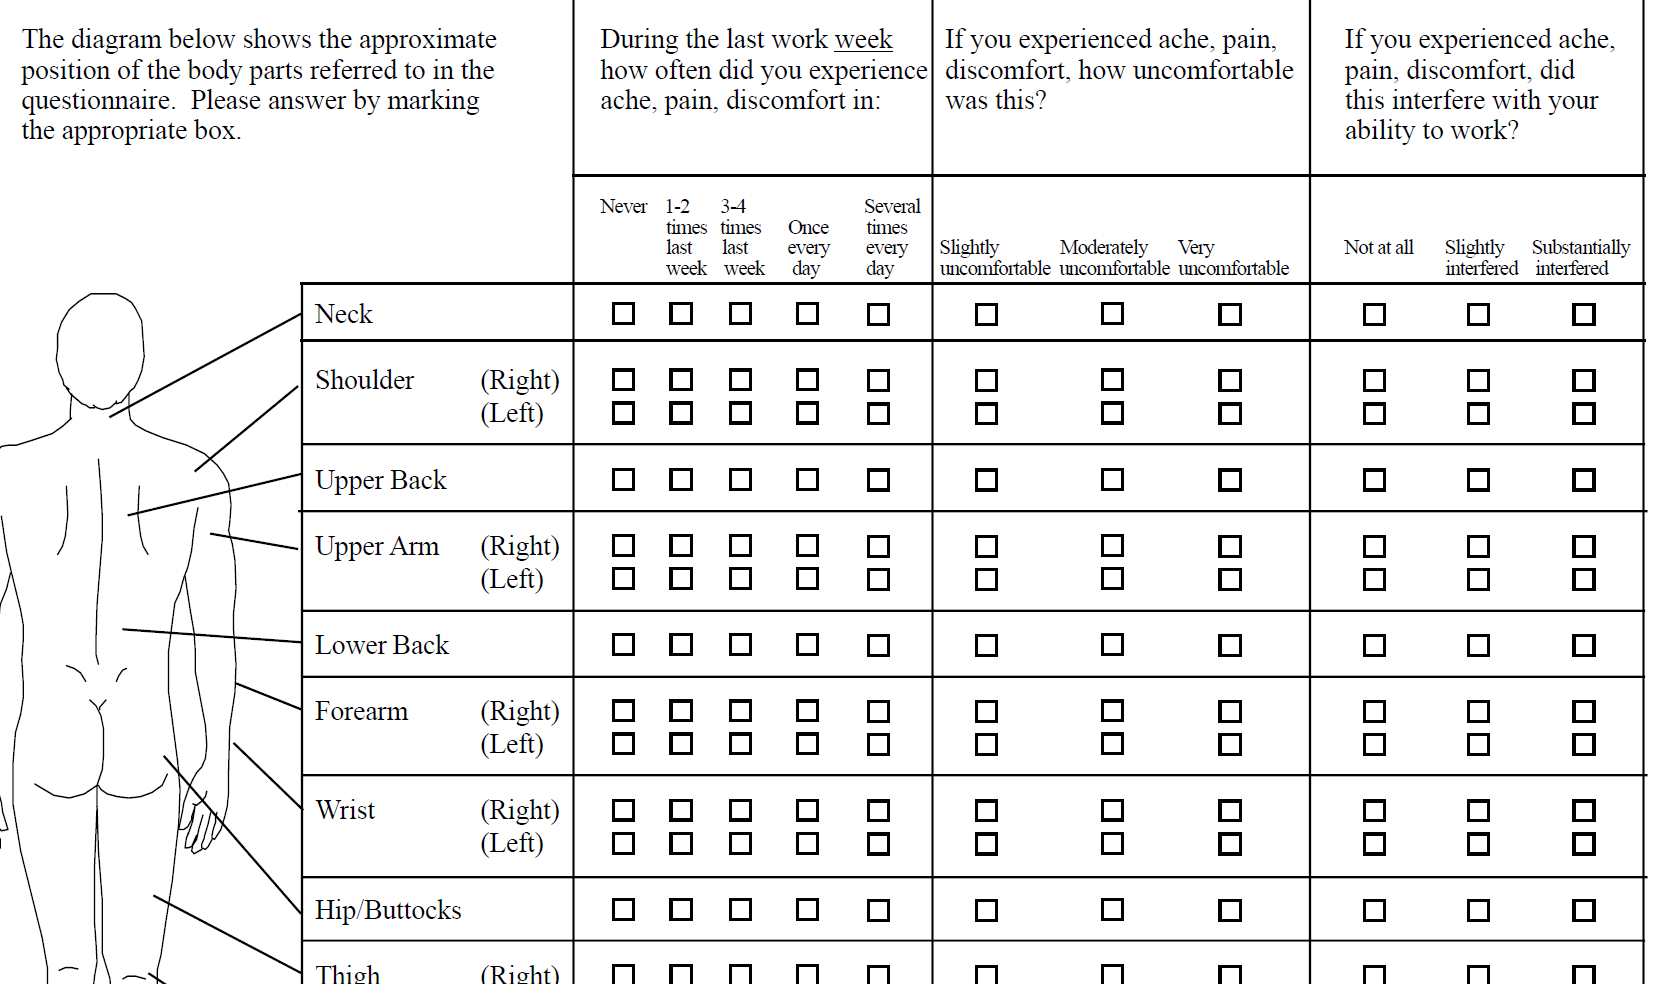 The diagram below shows the approximate
position of the body parts referred to in the
questionnaire.  Please answer by marking
the appropriate box.
During the last work week
how often did you experience
ache, pain, discomfort in:
If you experienced ache, pain,
discomfort, how uncomfortable
was this?
If you experienced ache,
pain, discomfort, did
this interfere with your
ability to work?
Never
1-2
times
last
week
3-4
times
last
week
Once
every
day
Several
times
every
day
Slightly
uncomfortable
Moderately
uncomfortable
Very
uncomfortable
Not at all
Slightly
interfered
Substantially
interfered
Neck
Shoulder (Right)
(Left)
Upper Back
Upper Arm (Right)
(Left)
Lower Back
Forearm (Right)
(Left)
Wrist (Right)
(Left)
Hip/Buttocks
Thigh (Right)